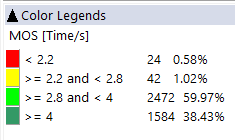 Color Legends
MOS [Time/s]
< 2.2 24 0.58%
>= 2.2 and < 2.8 42 1.02%
>= 2.8 and < 4 2472 59.97%
>= 4 1584 38.43%